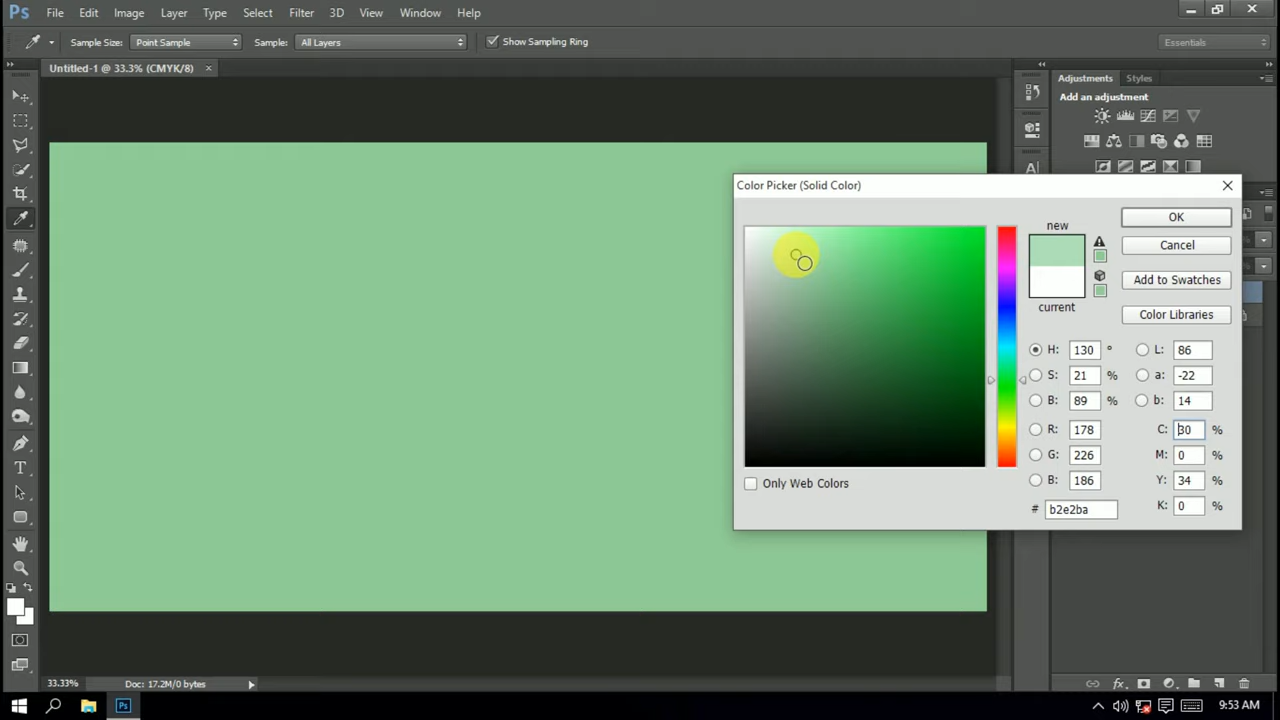 Ps File Edit Image Layer Type Select Filter 3D View Window Help
Sample Size: Point Sample Sample: All Layers Show Sampling Ring Essentials
Untitled-1 @ 33.3% (CMYK/8) ×
Adjustments Styles
Add an adjustment
Color Picker (Solid Color)
new
current
OK
Cancel
Add to Swatches
Color Libraries
H: 130 ° L: 86
S: 21 % a: -22
B: 89 % b: 14
R: 178 C: 30 %
G: 226 M: 0 %
B: 186 Y: 34 %
# b2e2ba K: 0 %
Only Web Colors
33.33% Doc: 17.2M/0 bytes
fx
Ps 9:53 AM